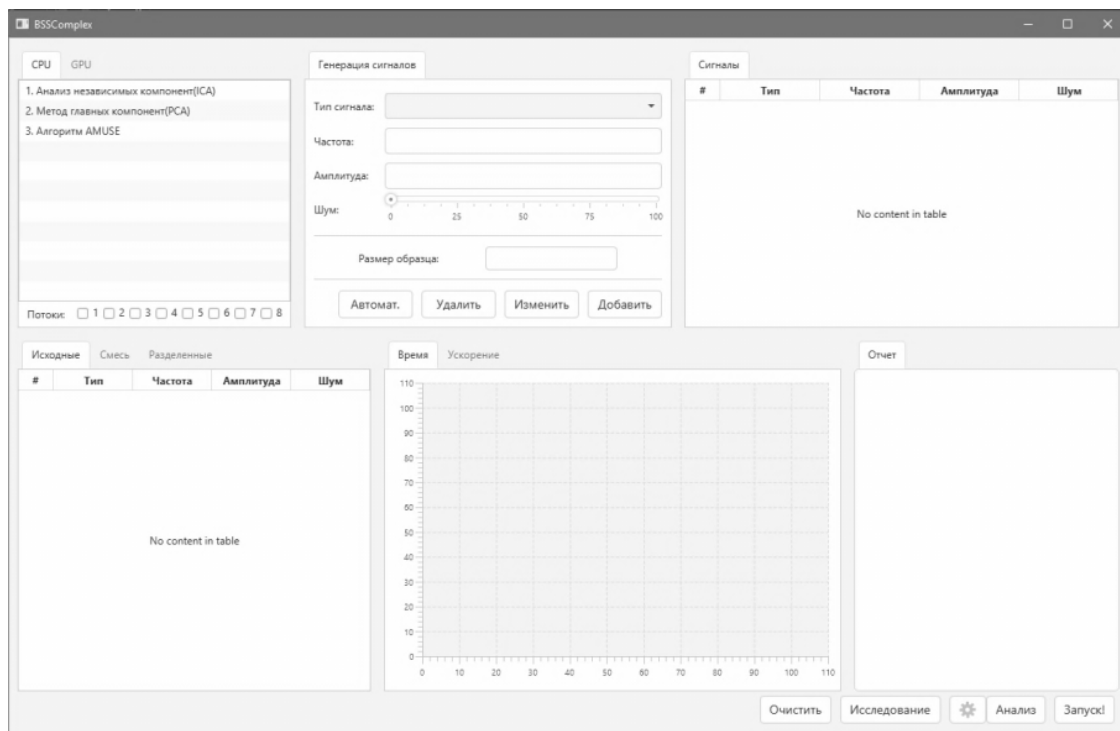 BSSComplex
CPU GPU
1. Анализ независимых компонент(ICA)
2. Метод главных компонент(PCA)
3. Алгоритм AMUSE
Потоки: 1 2 3 4 5 6 7 8
Генерация сигналов
Тип сигнала:
Частота:
Амплитуда:
Шум:
0 25 50 75 100
Размер образца:
Автомат. Удалить Изменить Добавить
Сигналы
# Тип Частота Амплитуда Шум
No content in table
Исходные Смесь Разделенные
# Тип Частота Амплитуда Шум
No content in table
Время Ускорение
110
100
90
80
70
60
50
40
30
20
10
0
0 10 20 30 40 50 60 70 80 90 100 110
Отчет
Очистить Исследование Анализ Запуск!